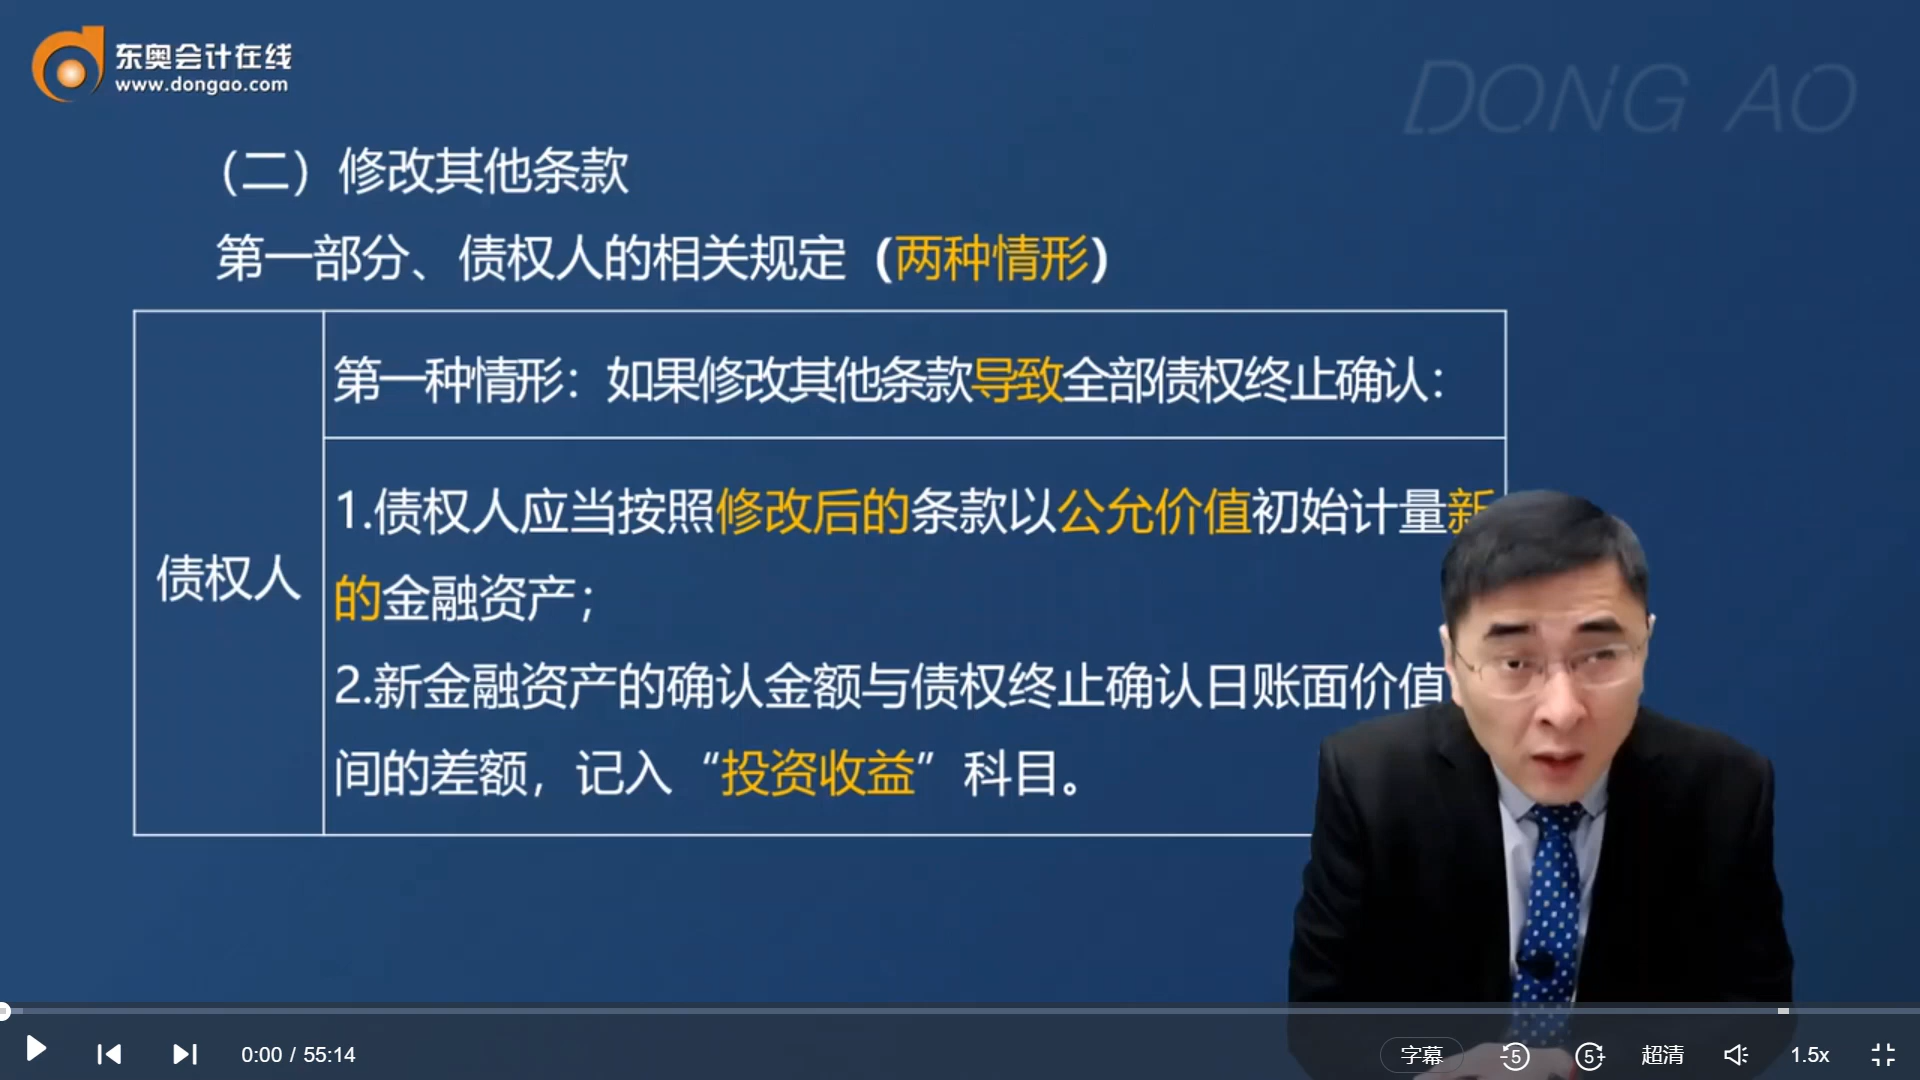 东奥会计在线
www.dongao.com
DONG AO
（二）修改其他条款
第一部分、债权人的相关规定（两种情形）
债权人
第一种情形：如果修改其他条款导致全部债权终止确认：
1.债权人应当按照修改后的条款以公允价值初始计量新
的金融资产；
2.新金融资产的确认金额与债权终止确认日账面价值
间的差额，记入“投资收益”科目。
0:00 / 55:14
字幕
5
5+
超清
1.5x